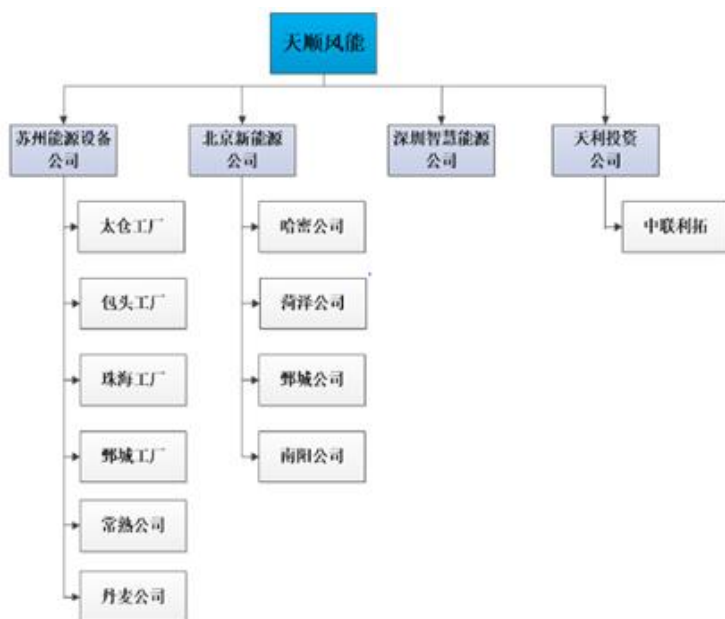 天顺风能
苏州能源设备
公司
北京新能源
公司
深圳智慧能源
公司
天利投资
公司
太仓工厂
哈密公司
中联利拓
包头工厂
菏泽公司
珠海工厂
鄄城公司
鄄城工厂
南阳公司
常熟公司
丹麦公司